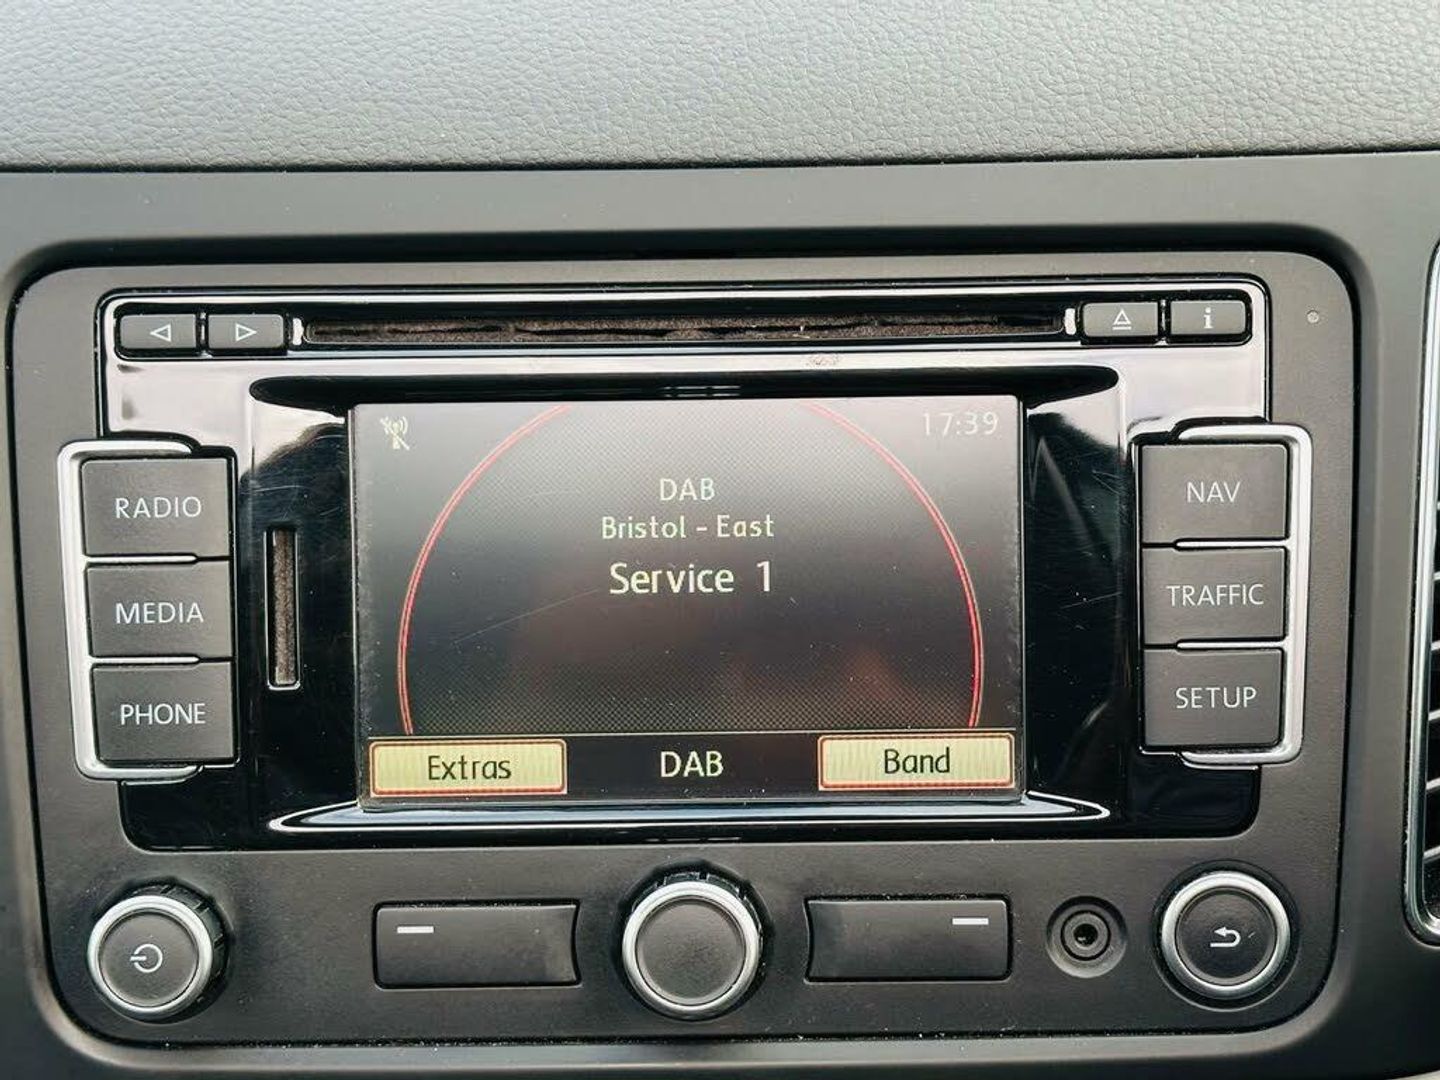 i
17:39
DAB
Bristol - East
Service 1
RADIO
MEDIA
PHONE
NAV
TRAFFIC
SETUP
Extras
DAB
Band